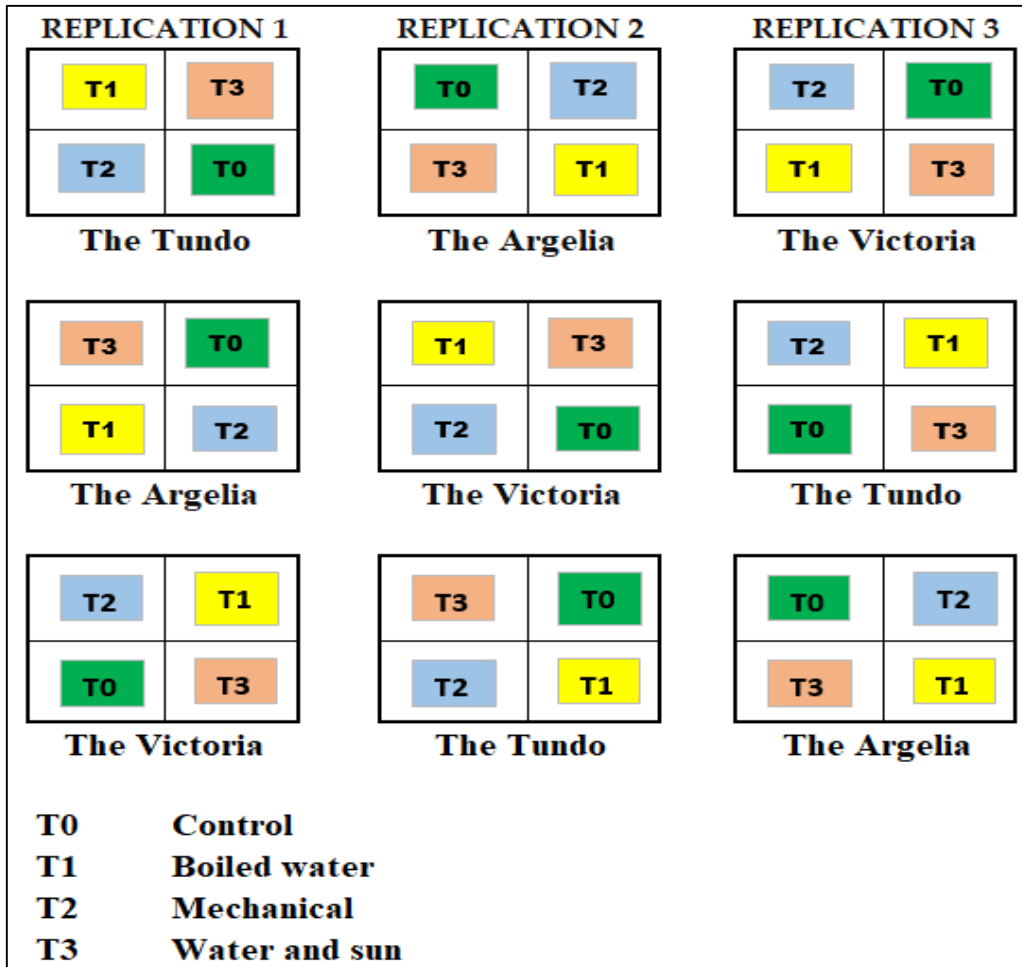 REPLICATION 1 REPLICATION 2 REPLICATION 3
T1 T3 T0 T2 T2 T0
T2 T0 T3 T1 T1 T3
The Tundo The Argelia The Victoria
T3 T0 T1 T3 T2 T1
T1 T2 T2 T0 T0 T3
The Argelia The Victoria The Tundo
T2 T1 T3 T0 T0 T2
T0 T3 T2 T1 T3 T1
The Victoria The Tundo The Argelia
T0 Control
T1 Boiled water
T2 Mechanical
T3 Water and sun